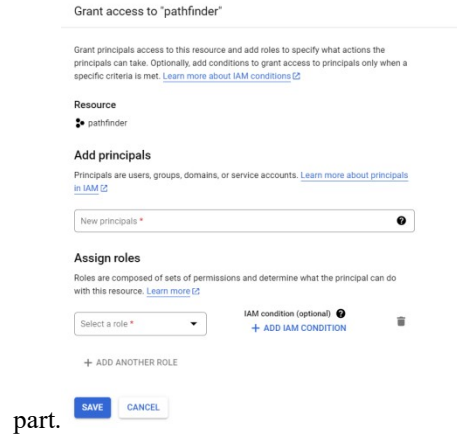 Grant access to "pathfinder"
Grant principals access to this resource and add roles to specify what actions the
principals can take. Optionally, add conditions to grant access to principals only when a
specific criteria is met. Learn more about IAM conditions
Resource
pathfinder
Add principals
Principals are users, groups, domains, or service accounts. Learn more about principals
in IAM
New principals *
Assign roles
Roles are composed of sets of permissions and determine what the principal can do
with this resource. Learn more
IAM condition (optional)
Select a role *
+ ADD IAM CONDITION
+ ADD ANOTHER ROLE
part.
SAVE CANCEL